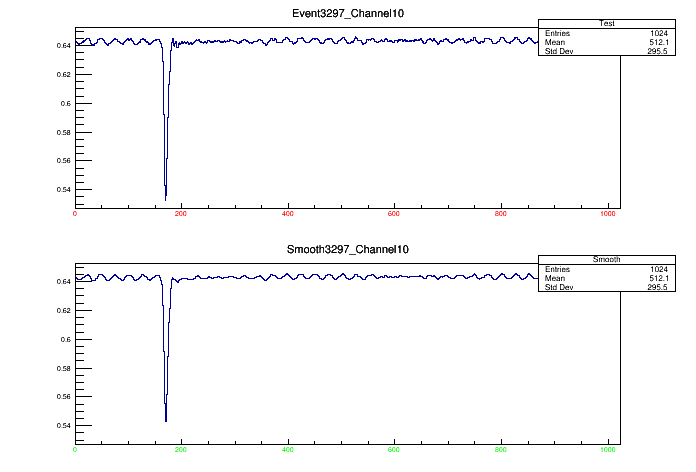 Event3297_Channel10
Test
Entries 1024
Mean 512.1
Std Dev 295.5
0.64
0.62
0.6
0.58
0.56
0.54
0 200 400 600 800 1000
Smooth3297_Channel10
Smooth
Entries 1024
Mean 512.1
Std Dev 295.5
0.64
0.62
0.6
0.58
0.56
0.54
0 200 400 600 800 1000